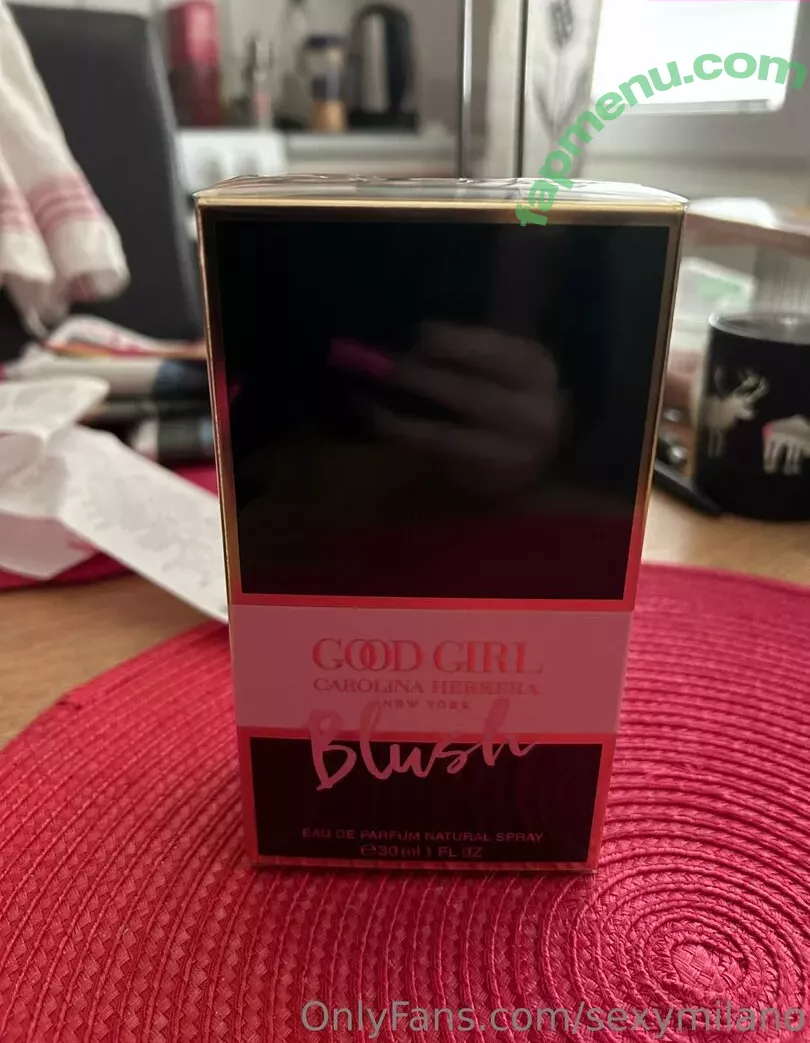 fapmenu.com
GOOD GIRL
CAROLINA HERRERA
NEW YORK
Blush
EAU DE PARFUM NATURAL SPRAY
℮30 ml 1 FL OZ
OnlyFans.com/sexymilano